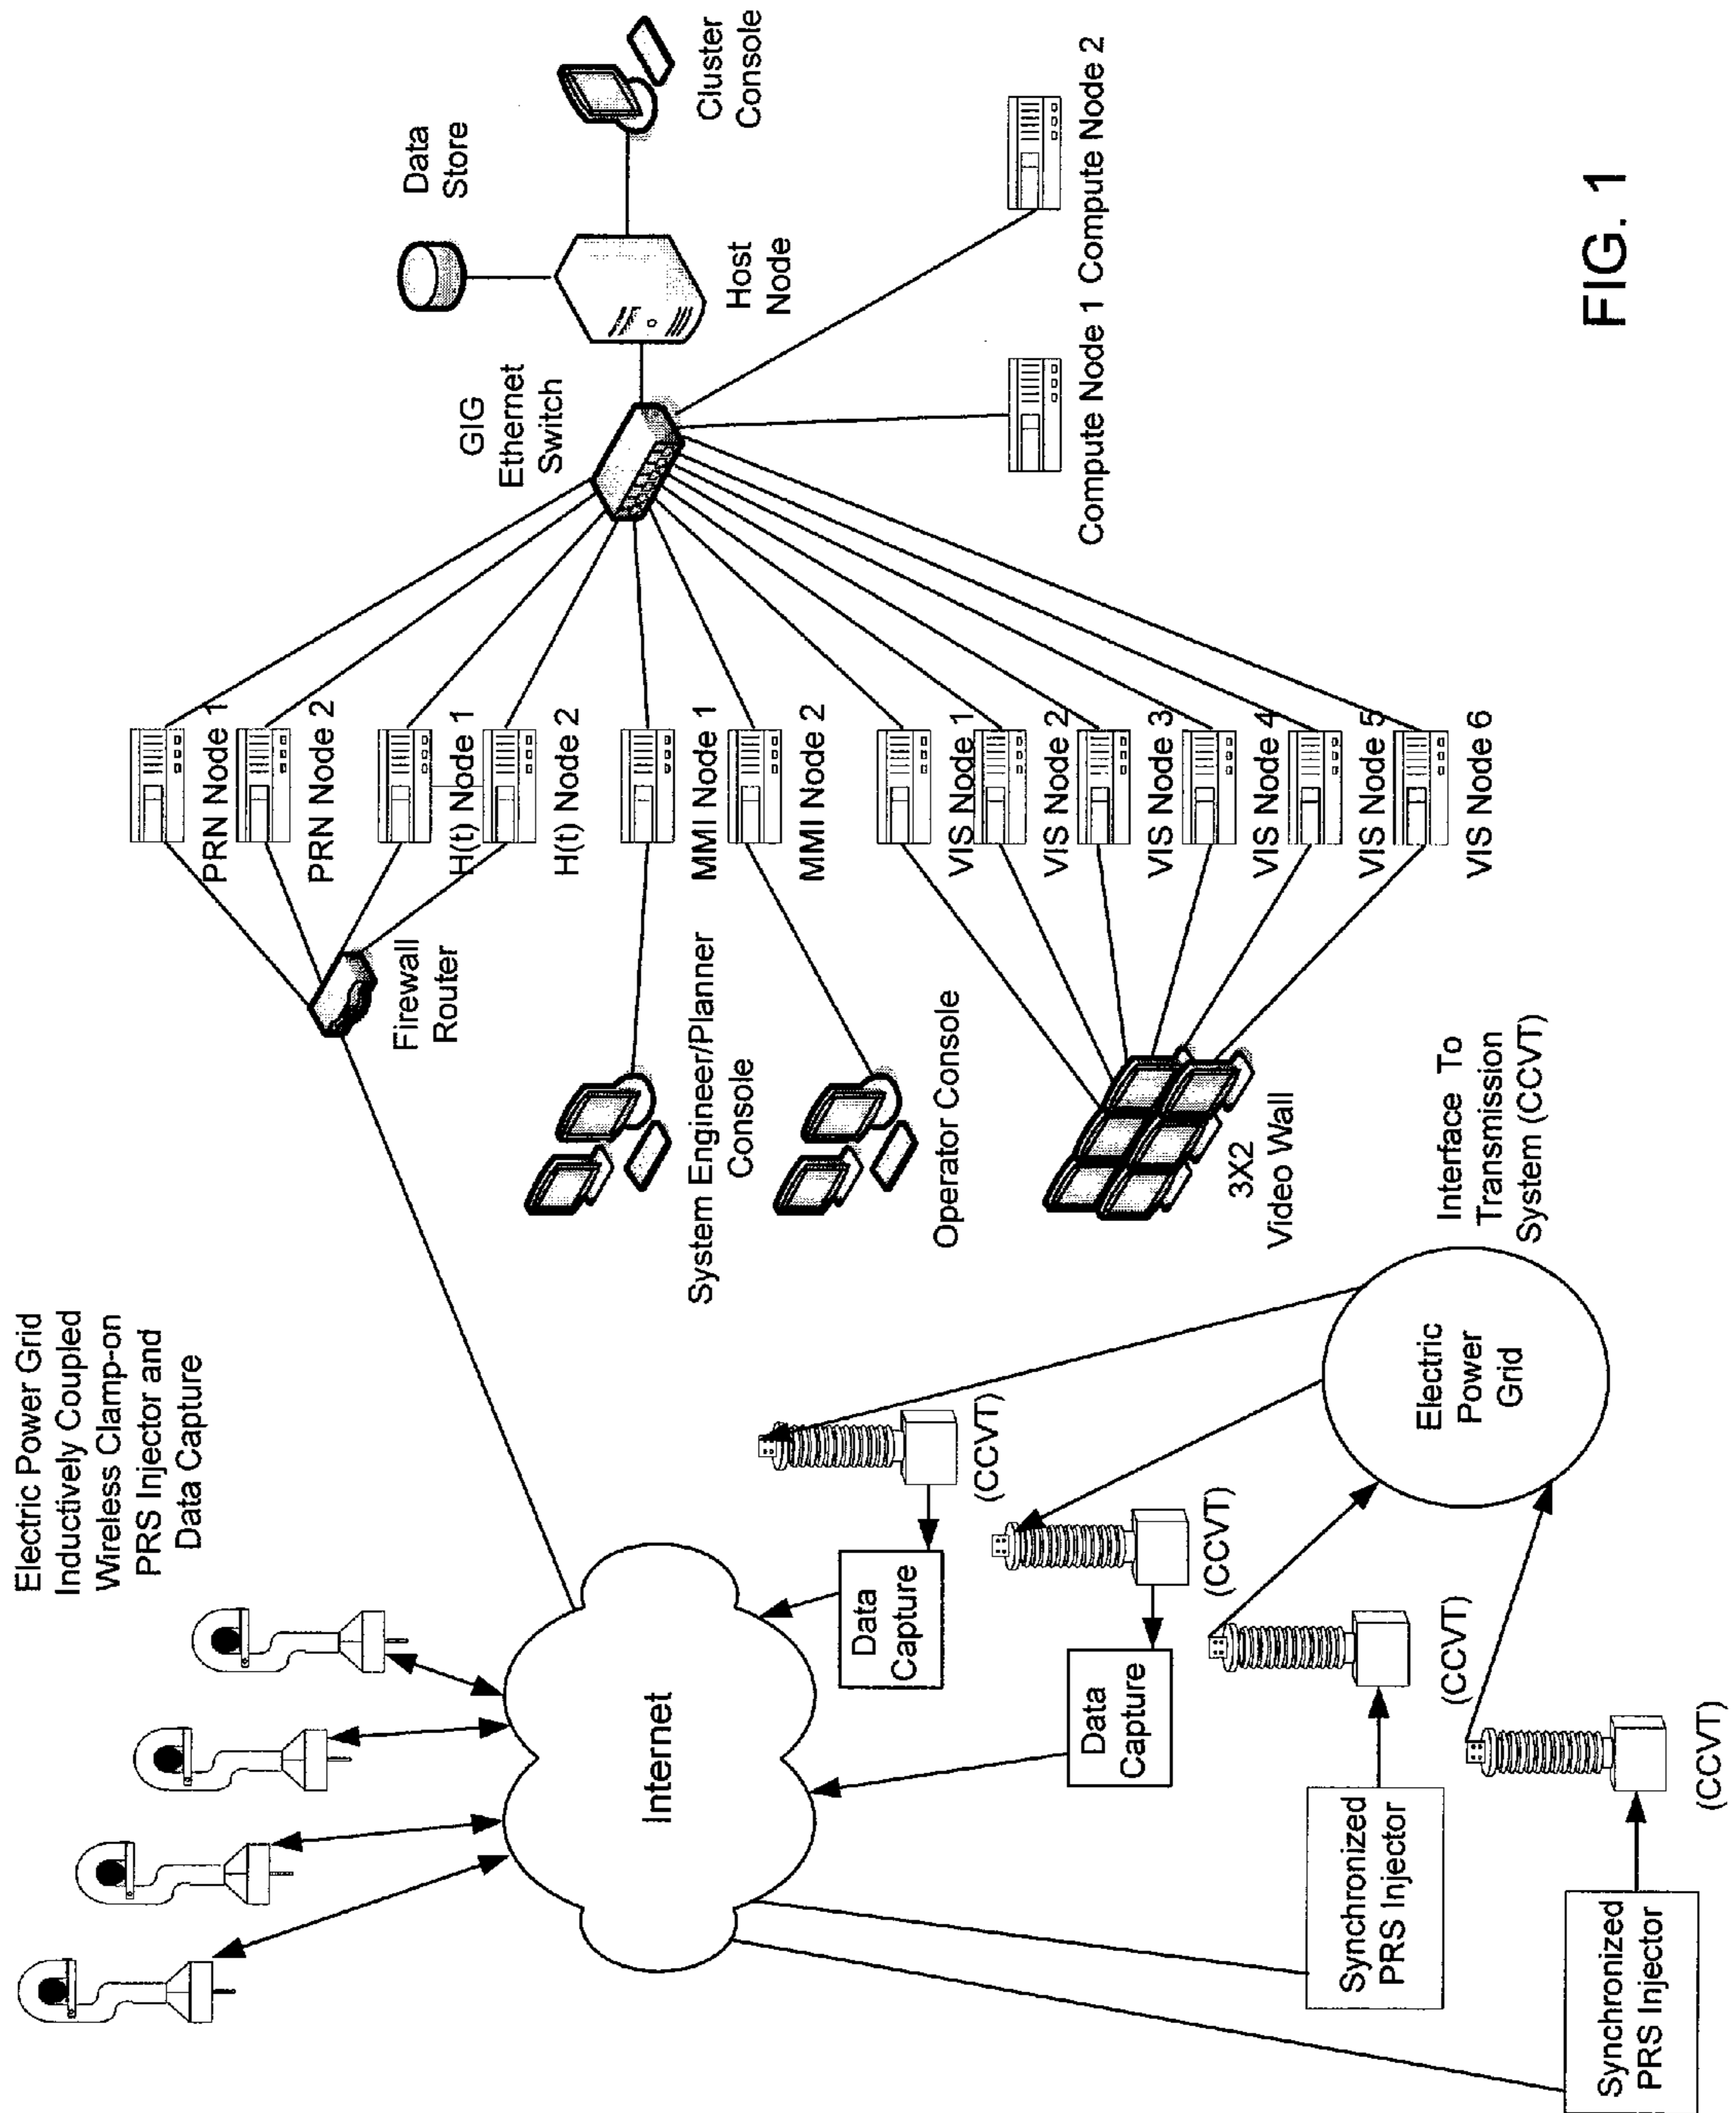 Electric Power Grid
Inductively Coupled
Wireless Clamp-on
PRS Injector and
Data Capture
Internet
Firewall
Router
PRN Node 1
PRN Node 2
H(t) Node 1
H(t) Node 2
MMI Node 1
MMI Node 2
VIS Node 1
VIS Node 2
VIS Node 3
VIS Node 4
VIS Node 5
VIS Node 6
GIG
Ethernet
Switch
Data
Store
Host
Node
Cluster
Console
Compute Node 1
Compute Node 2
System Engineer/Planner
Console
Operator Console
3X2
Video Wall
Interface To
Transmission
System (CCVT)
Electric
Power
Grid
Data
Capture
(CCVT)
Data
Capture
(CCVT)
Synchronized
PRS Injector
(CCVT)
Synchronized
PRS Injector
(CCVT)
FIG. 1